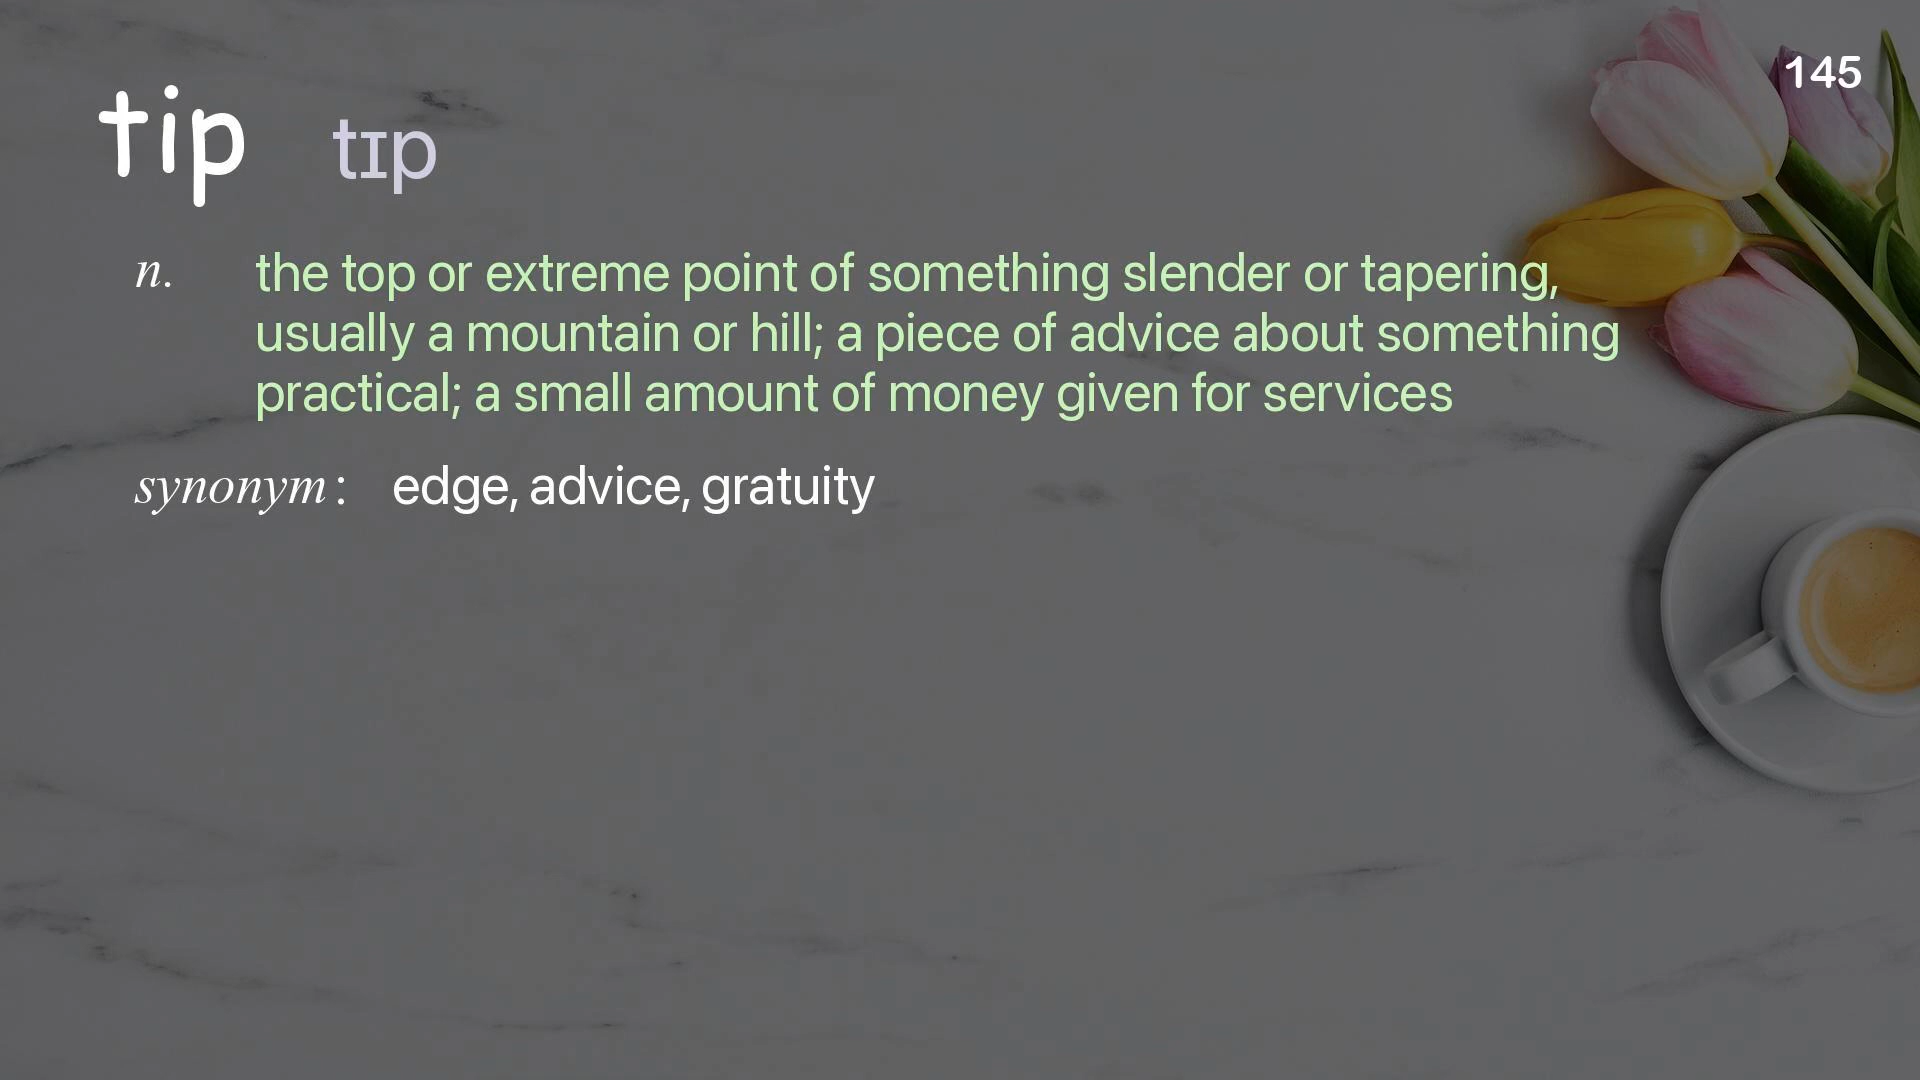 145
tip tɪp
n. the top or extreme point of something slender or tapering,
usually a mountain or hill; a piece of advice about something
practical; a small amount of money given for services
synonym : edge, advice, gratuity